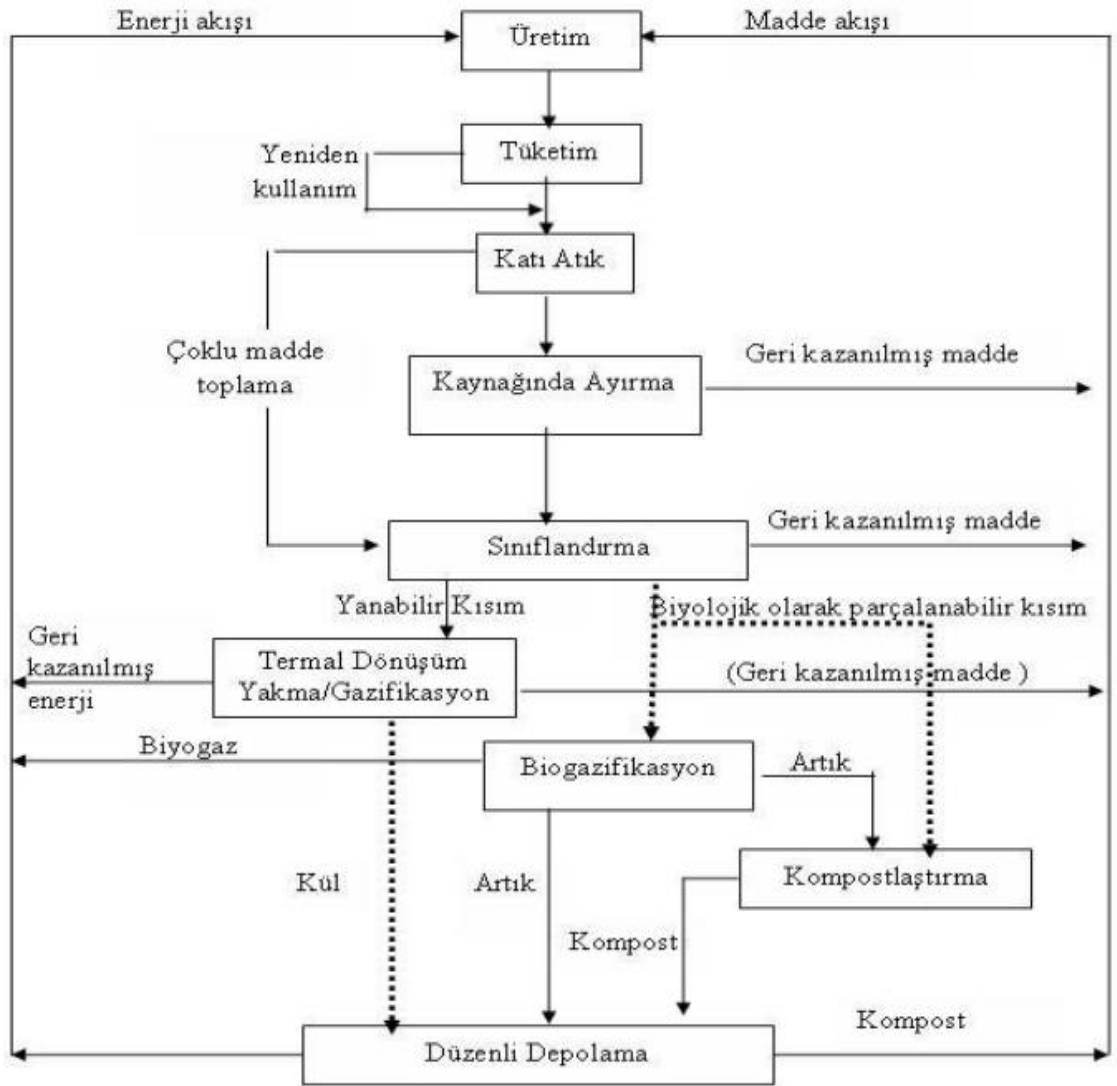 Enerji akışı
Madde akışı
Üretim
Tüketim
Yeniden
kullanım
Katı Atık
Çoklu madde
toplama
Kaynağında Ayırma
Geri kazanılmış madde
Sınıflandırma
Geri kazanılmış madde
Yanabilir Kısım
Biyolojik olarak parçalanabilir kısım
Geri
kazanılmış
enerji
Termal Dönüşüm
Yakma/Gazifikasyon
(Geri kazanılmış madde )
Biyogaz
Biogazifikasyon
Artık
Kül
Artık
Kompostlaştırma
Kompost
Düzenli Depolama
Kompost